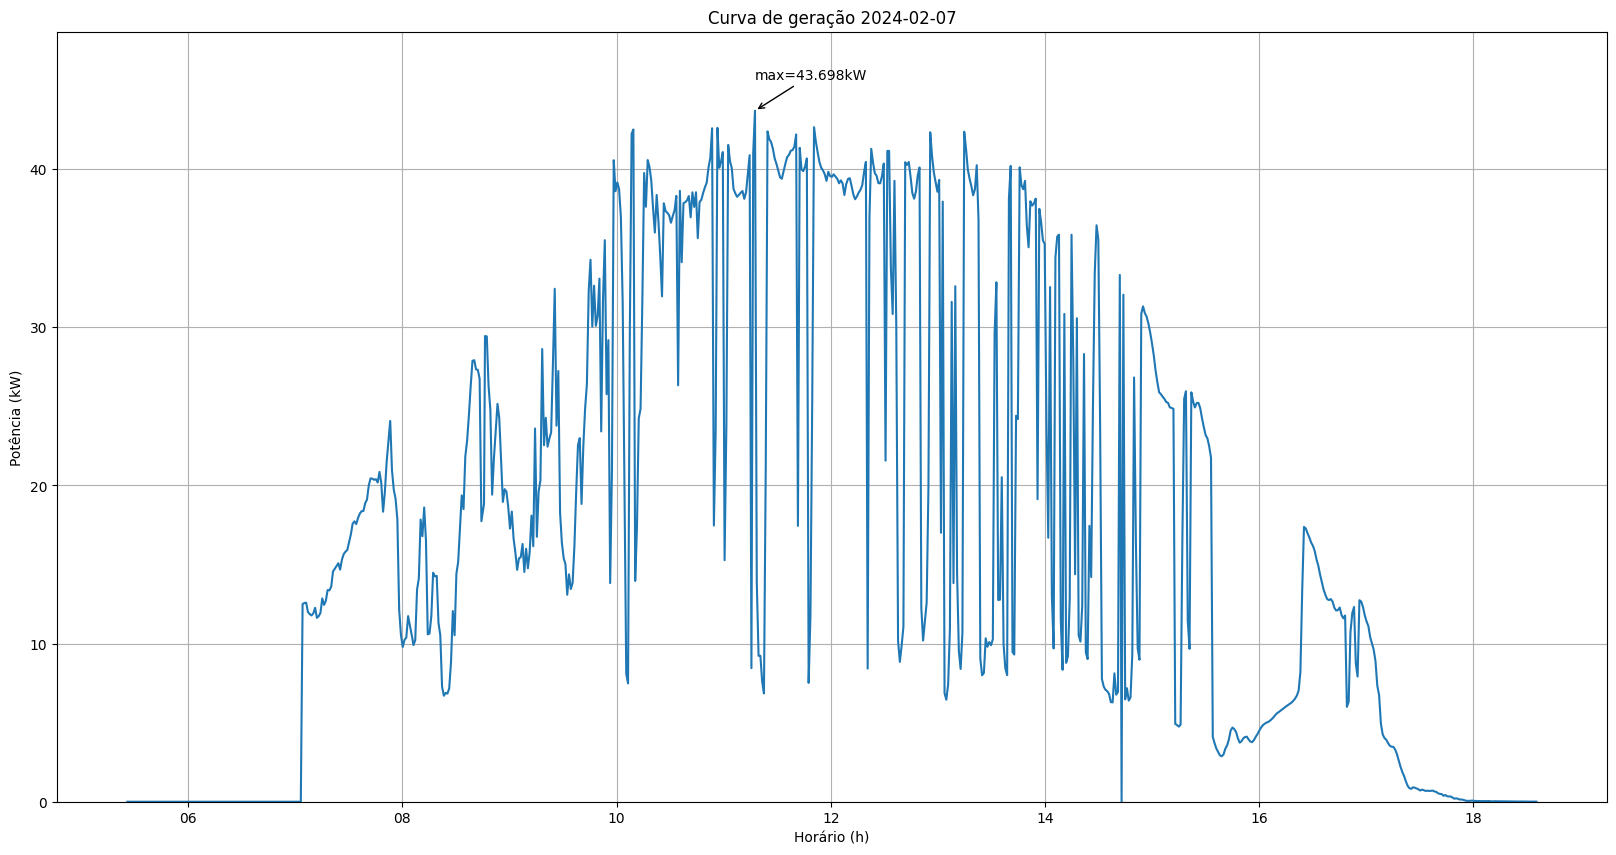 Curva de geração 2024-02-07
max=43.698kW
Potência (kW)
40
30
20
10
0
06 08 10 12 14 16 18
Horário (h)